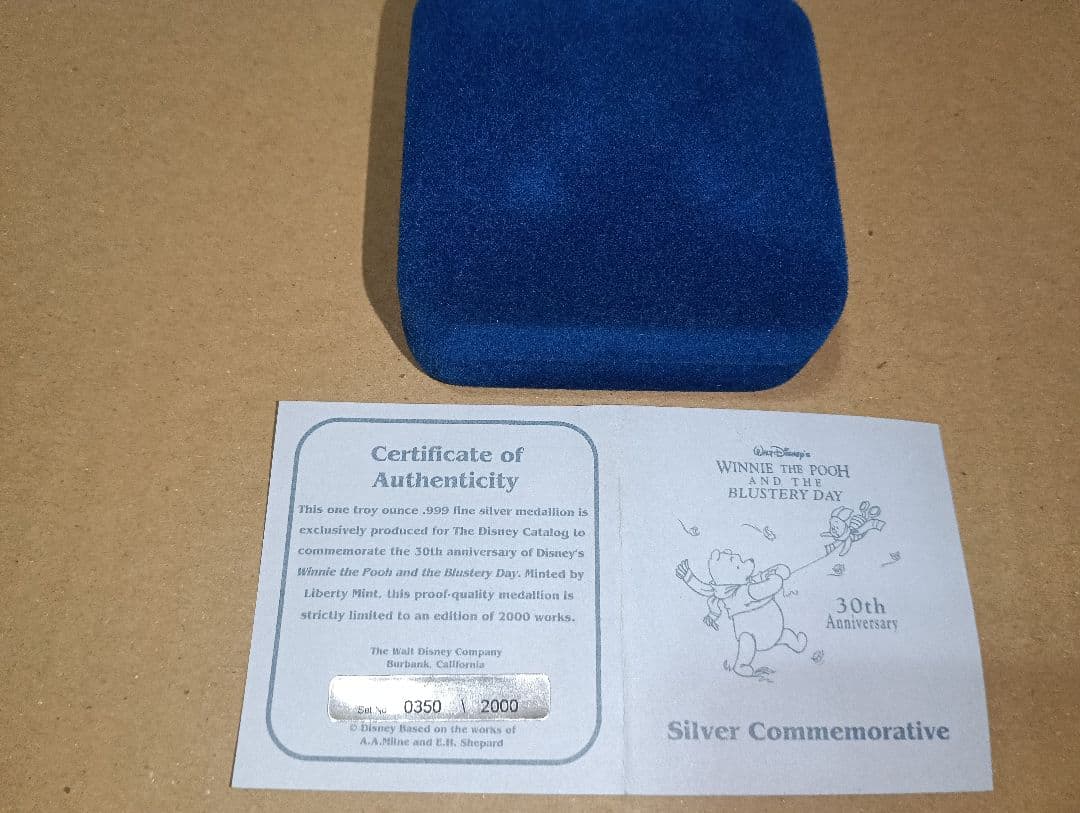 Certificate of
Authenticity
This one troy ounce .999 fine silver medallion is
exclusively produced for The Disney Catalog to
commemorate the 30th anniversary of Disney's
Winnie the Pooh and the Blustery Day. Minted by
Liberty Mint, this proof-quality medallion is
strictly limited to an edition of 2000 works.
The Walt Disney Company
Burbank, California
Set No 0350 \ 2000
© Disney Based on the works of
A.A.Milne and E.H. Shepard
Walt Disney's
WINNIE THE POOH
AND THE
BLUSTERY DAY
30th
Anniversary
Silver Commemorative